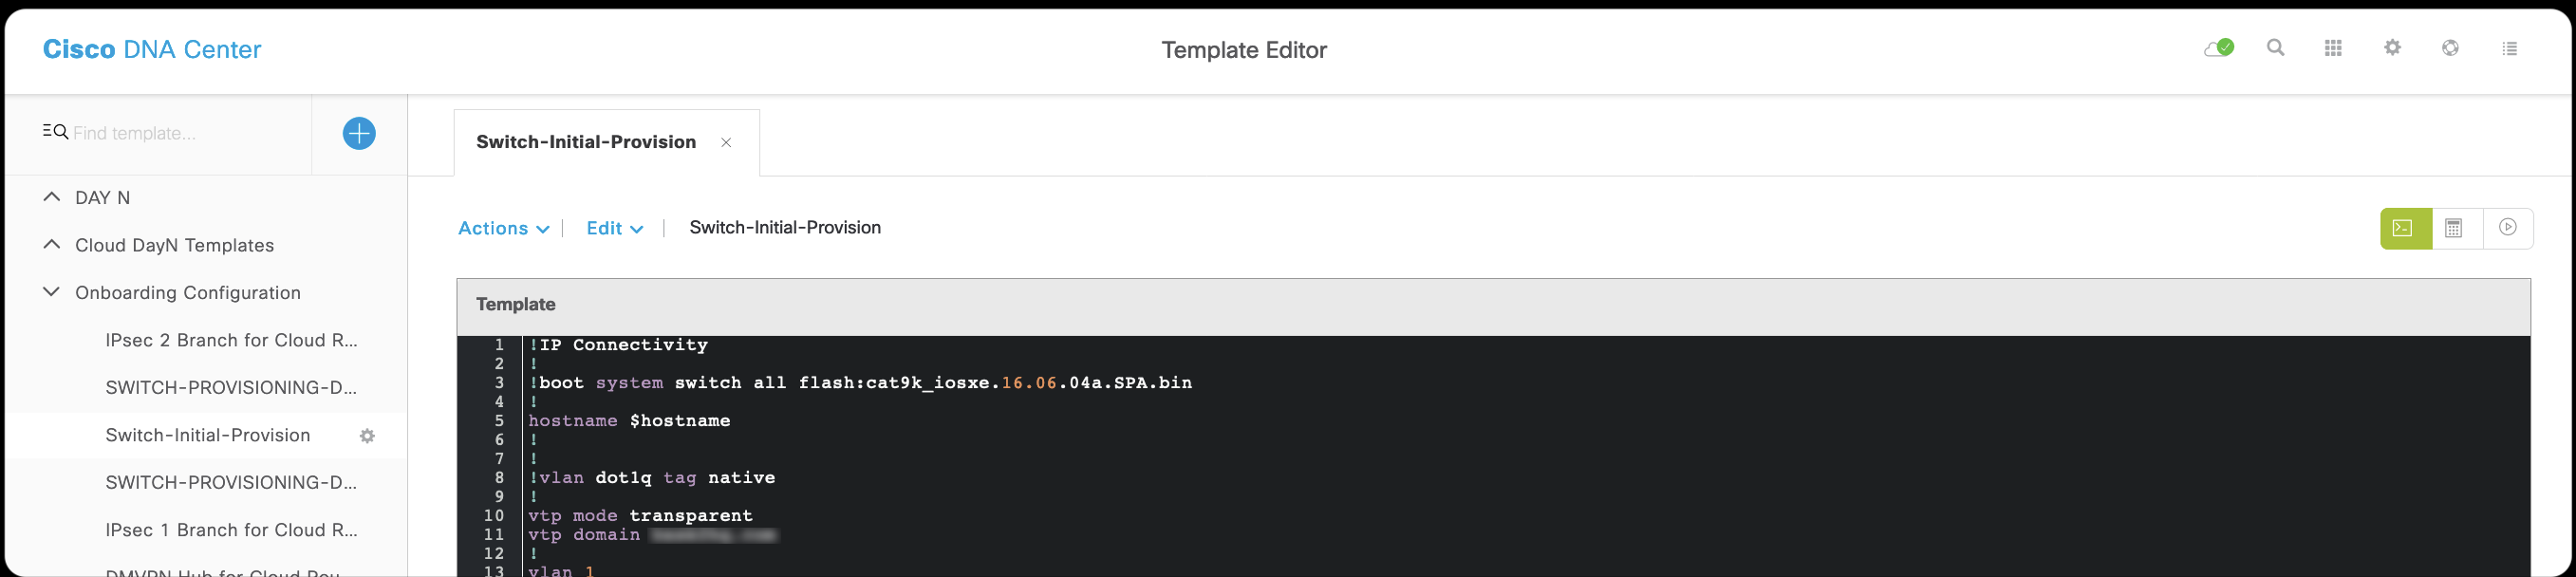 Cisco DNA Center
Template Editor
Find template...
DAY N
Cloud DayN Templates
Onboarding Configuration
IPsec 2 Branch for Cloud R...
SWITCH-PROVISIONING-D...
Switch-Initial-Provision
SWITCH-PROVISIONING-D...
IPsec 1 Branch for Cloud R...
DMVPN Hub for Cloud Rou
Switch-Initial-Provision
Actions | Edit | Switch-Initial-Provision
Template
1 !IP Connectivity
2 !
3 !boot system switch all flash:cat9k_iosxe.16.06.04a.SPA.bin
4 !
5 hostname $hostname
6 !
7 !
8 !vlan dot1q tag native
9 !
10 vtp mode transparent
11 vtp domain
12 !
13 vlan 1